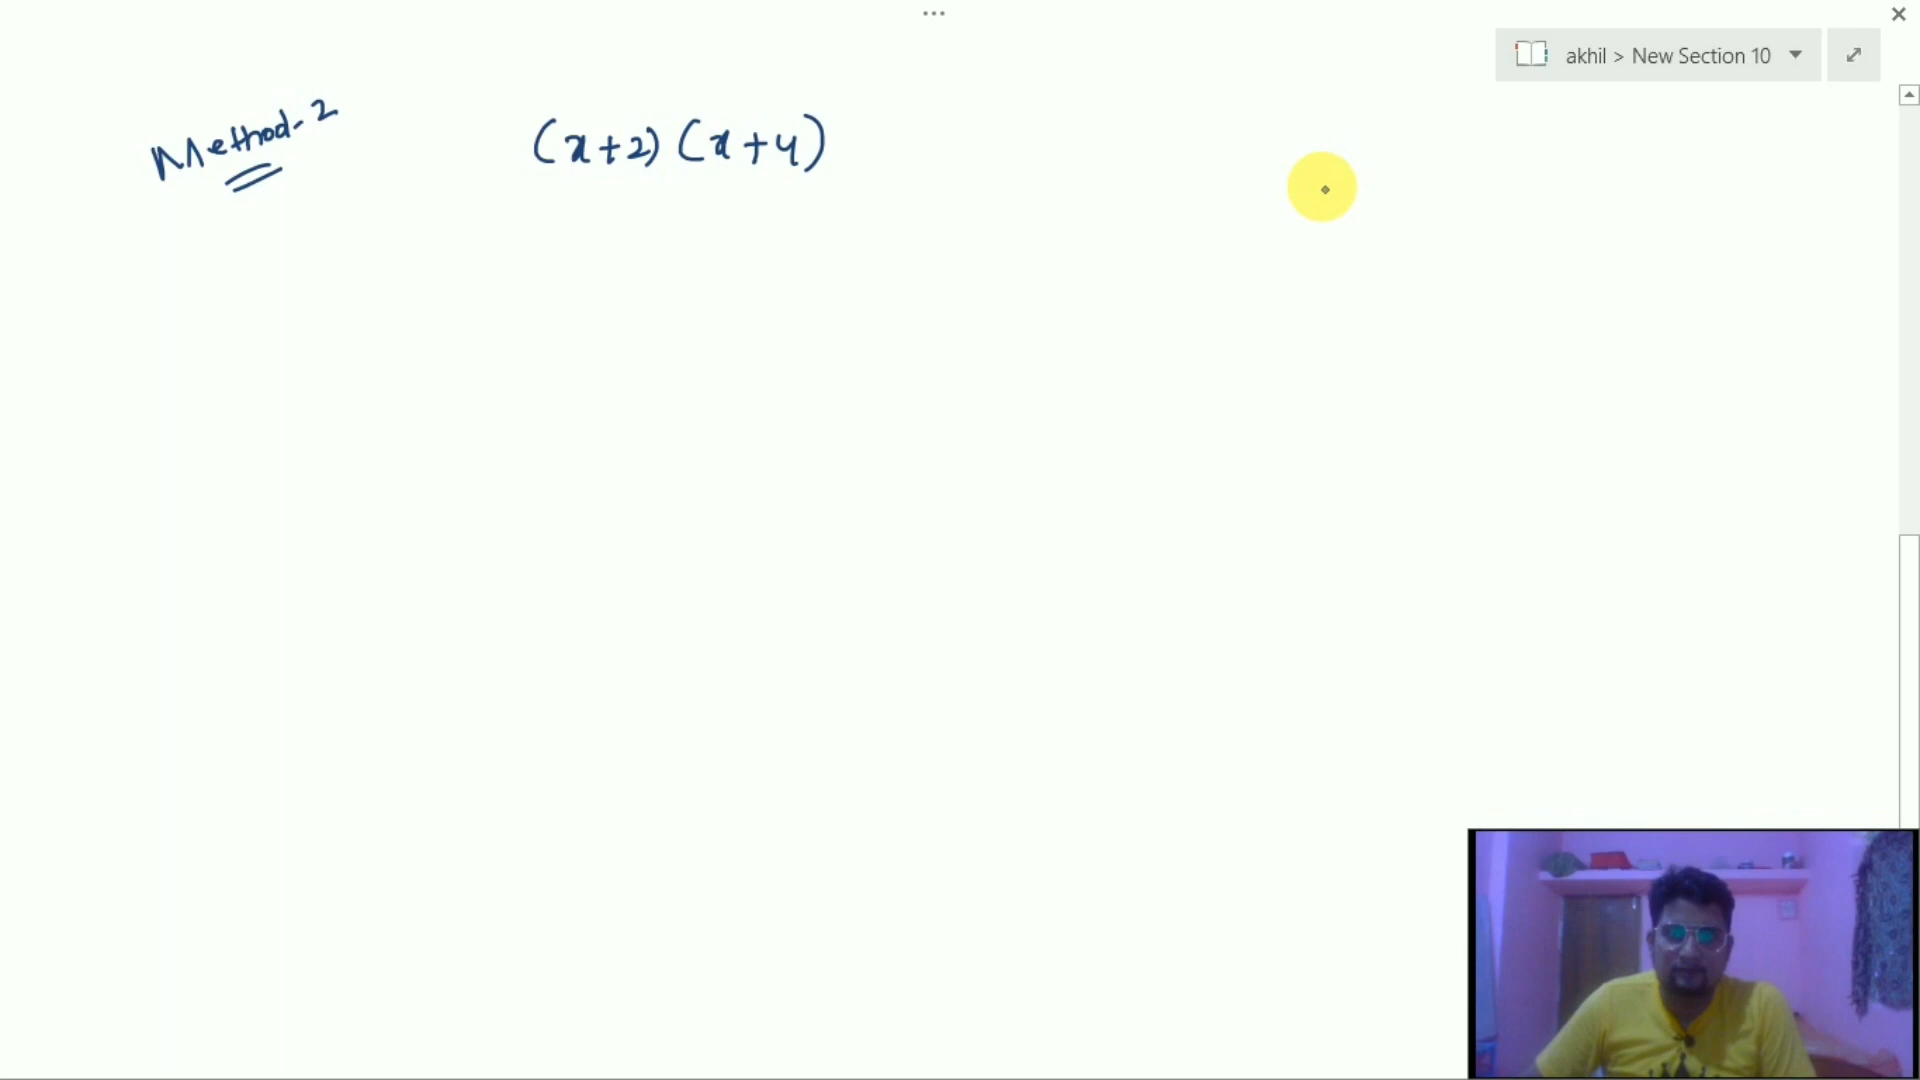 akhil > New Section 10
Method-2
(x+2) (x+4)